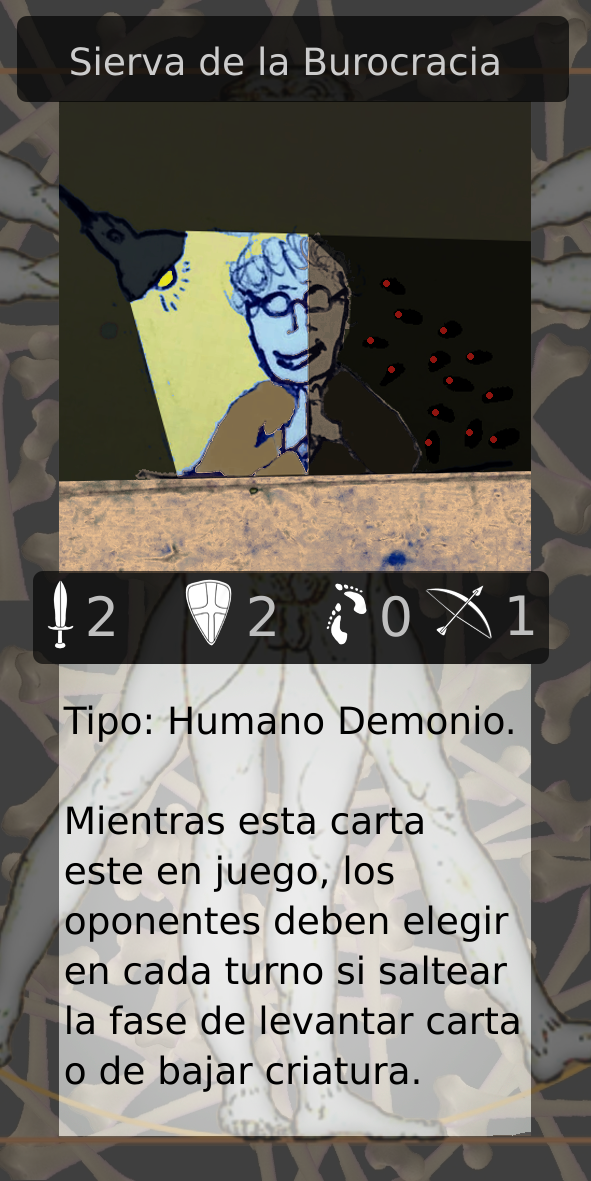 Sierva de la Burocracia
2 2 0 1
Tipo: Humano Demonio.
Mientras esta carta
este en juego, los
oponentes deben elegir
en cada turno si saltear
la fase de levantar carta
o de bajar criatura.